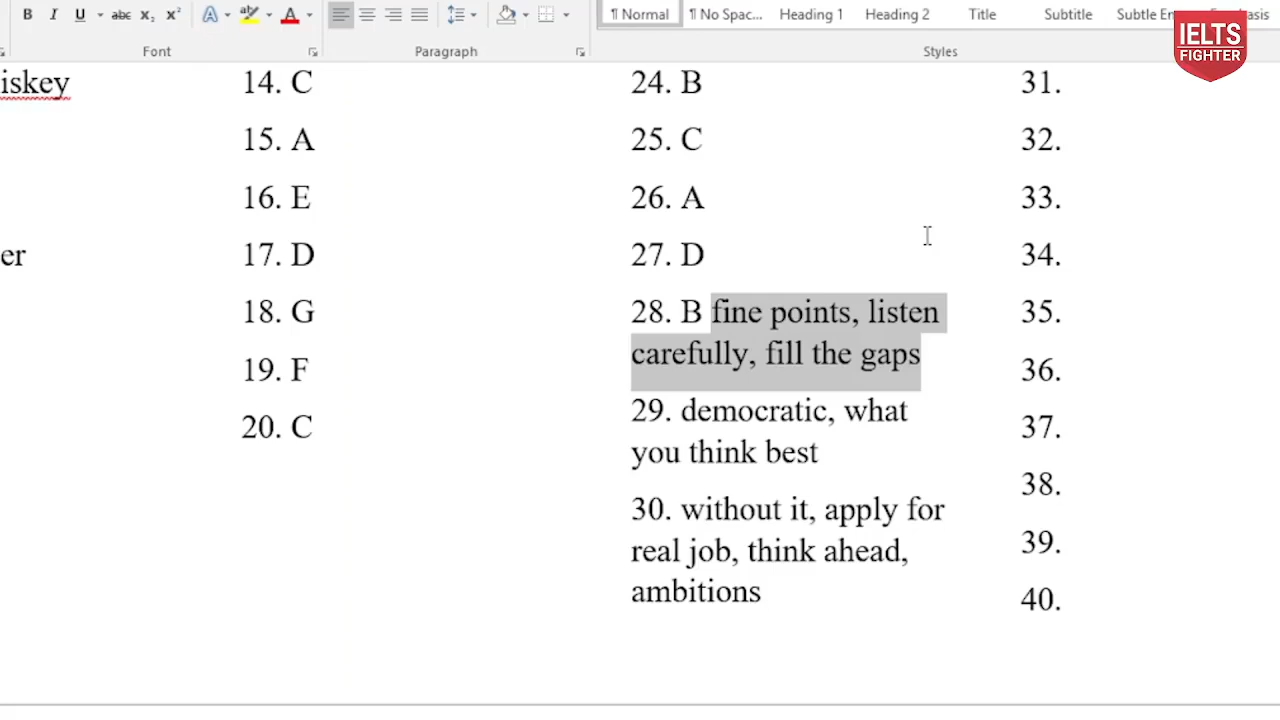 B I U abc x₂ x² A ab A
¶ Normal ¶ No Spac... Heading 1 Heading 2 Title Subtitle Subtle
IELTS
FIGHTER
Font Paragraph Styles
iskey
14. C
15. A
16. E
er
17. D
18. G
19. F
20. C
24. B
25. C
26. A
27. D
28. B fine points, listen
carefully, fill the gaps
29. democratic, what
you think best
30. without it, apply for
real job, think ahead,
ambitions
31.
32.
33.
34.
35.
36.
37.
38.
39.
40.